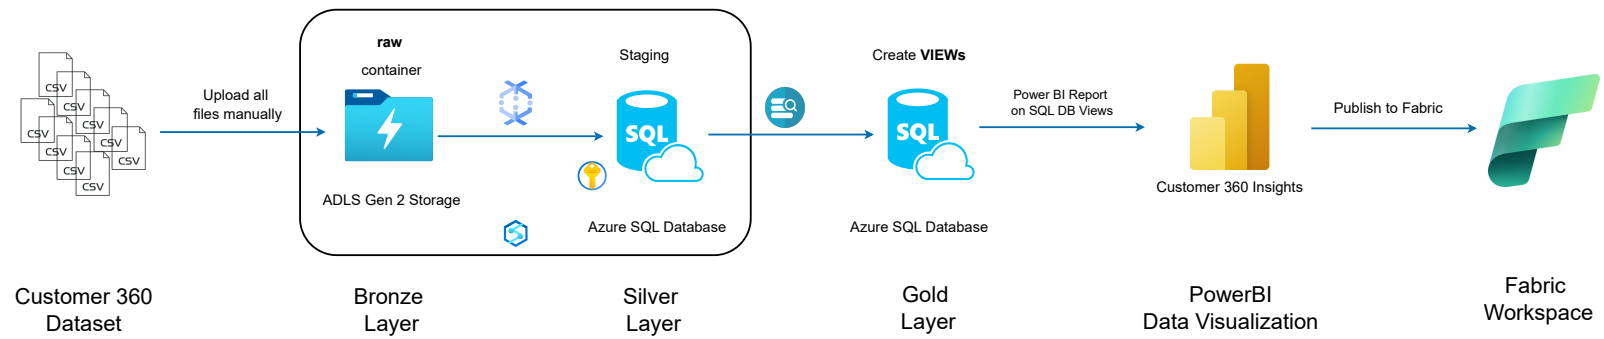 CSV
CSV
CSV
CSV
CSV
CSV
CSV
CSV
Upload all
files manually
raw
container
ADLS Gen 2 Storage
Staging
SQL
Azure SQL Database
Create VIEWs
SQL
Azure SQL Database
Power BI Report
on SQL DB Views
Customer 360 Insights
Publish to Fabric
Customer 360
Dataset
Bronze
Layer
Silver
Layer
Gold
Layer
PowerBI
Data Visualization
Fabric
Workspace